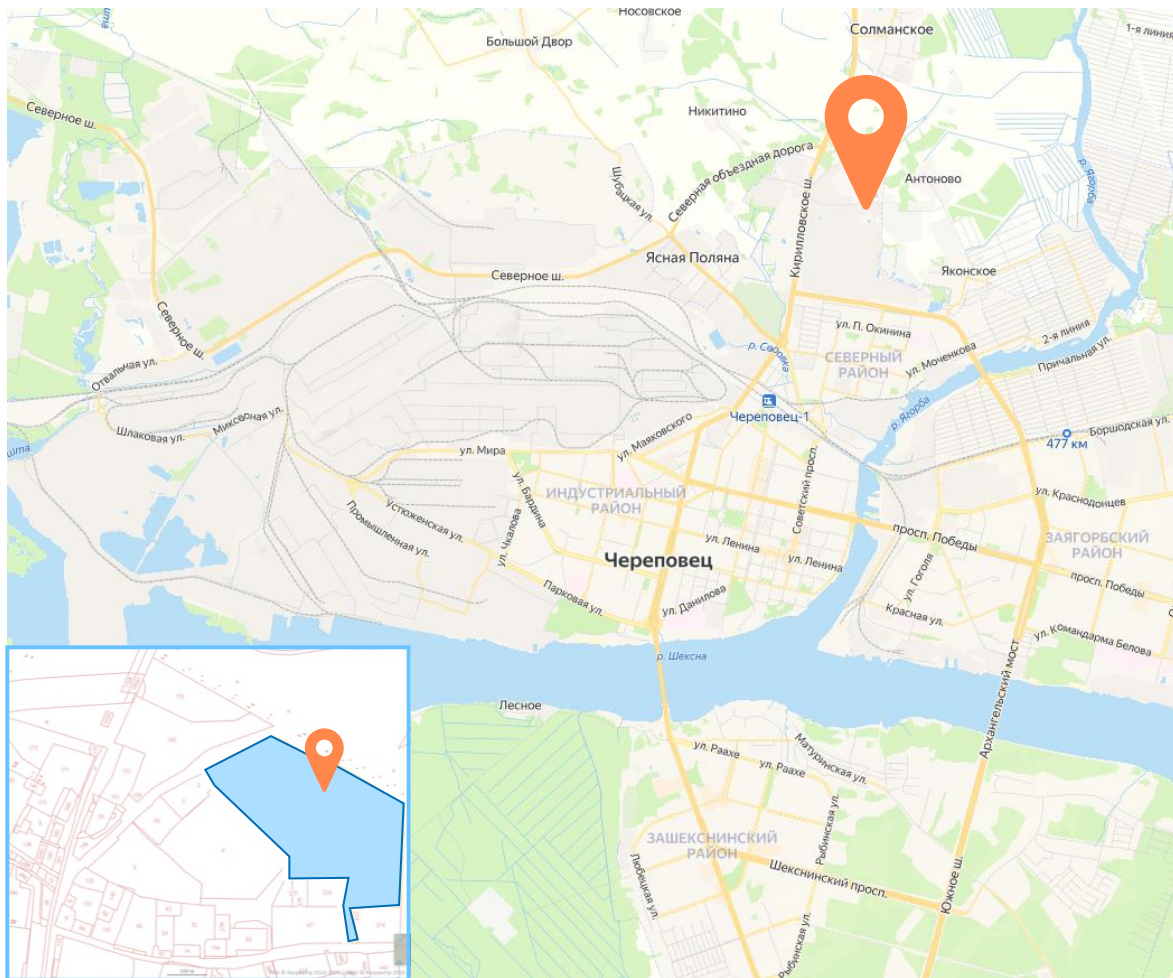 Носовское
Солманское
1-я линия
Большой Двор
Северное ш.
Никитино
Северная объездная дорога
Шубацкая ул.
Антоново
р. Ягорба
Кирилловское ш.
Ясная Поляна
Северное ш.
Яконское
Северное ш.
ул. П. Окинина
2-я линия
р. Серовка
СЕВЕРНЫЙ
РАЙОН
ул. Моченкова
Причальная ул.
Отвальная ул.
Череповец-1
р. Ягорба
Миксерная ул.
Шлаковая ул.
ул. Маяковского
Боршодская ул.
477 км
ул. Мира
ул. Бардина
ИНДУСТРИАЛЬНЫЙ
РАЙОН
Советский просп.
ул. Краснодонцев
Устюженская ул.
Промышленная ул.
ул. Чкалова
просп. Победы
ЗАЯГОРБСКИЙ
РАЙОН
ул. Ленина
ул. Ленина
Череповец
ул. Гоголя
просп. Победы
Парковая ул.
ул. Данилова
Красная ул.
ул. Командарма Белова
р. Шексна
Архангельский мост
Лесное
ул. Раахе
ул. Раахе
Матуринская ул.
ЗАШЕКСНИНСКИЙ
РАЙОН
Рыбинская ул.
Любецкая ул.
Шекснинский просп.
Южное ш.
Рыбинская ул.